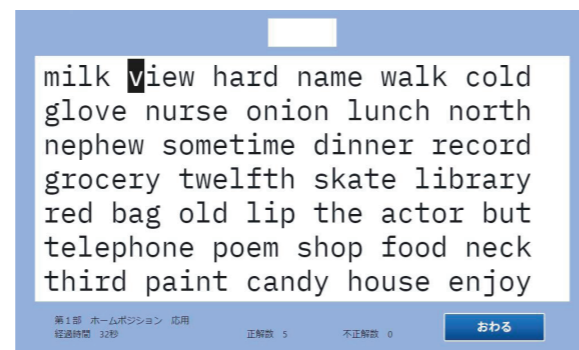 milk view hard name walk cold
glove nurse onion lunch north
nephew sometime dinner record
grocery twelfth skate library
red bag old lip the actor but
telephone poem shop food neck
third paint candy house enjoy
第1部 ホームポジション 応用
経過時間 32秒 正解数 5 不正解数 0
おわる